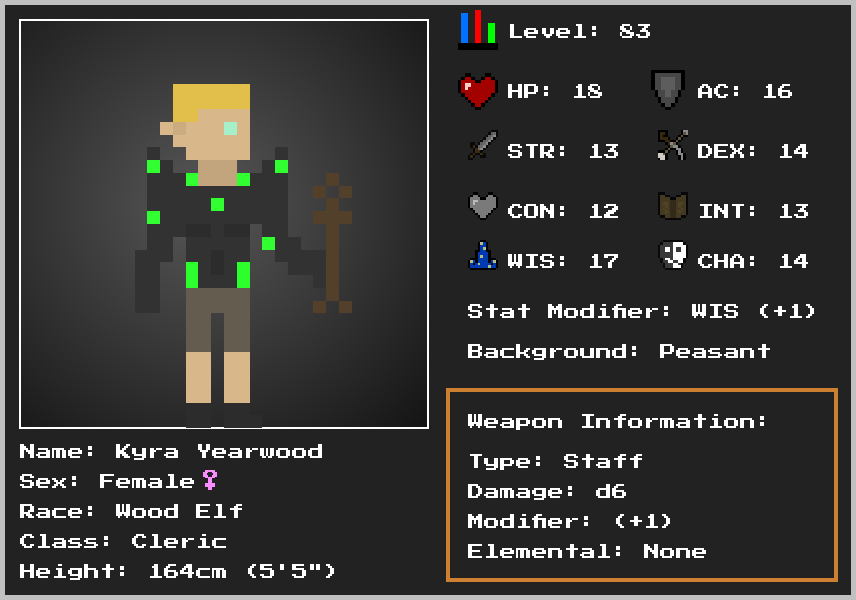 Level: 83
HP: 18
AC: 16
STR: 13
DEX: 14
CON: 12
INT: 13
WIS: 17
CHA: 14
Stat Modifier: WIS (+1)
Background: Peasant
Weapon Information:
Type: Staff
Damage: d6
Modifier: (+1)
Elemental: None
Name: Kyra Yearwood
Sex: Female♀
Race: Wood Elf
Class: Cleric
Height: 164cm (5'5")